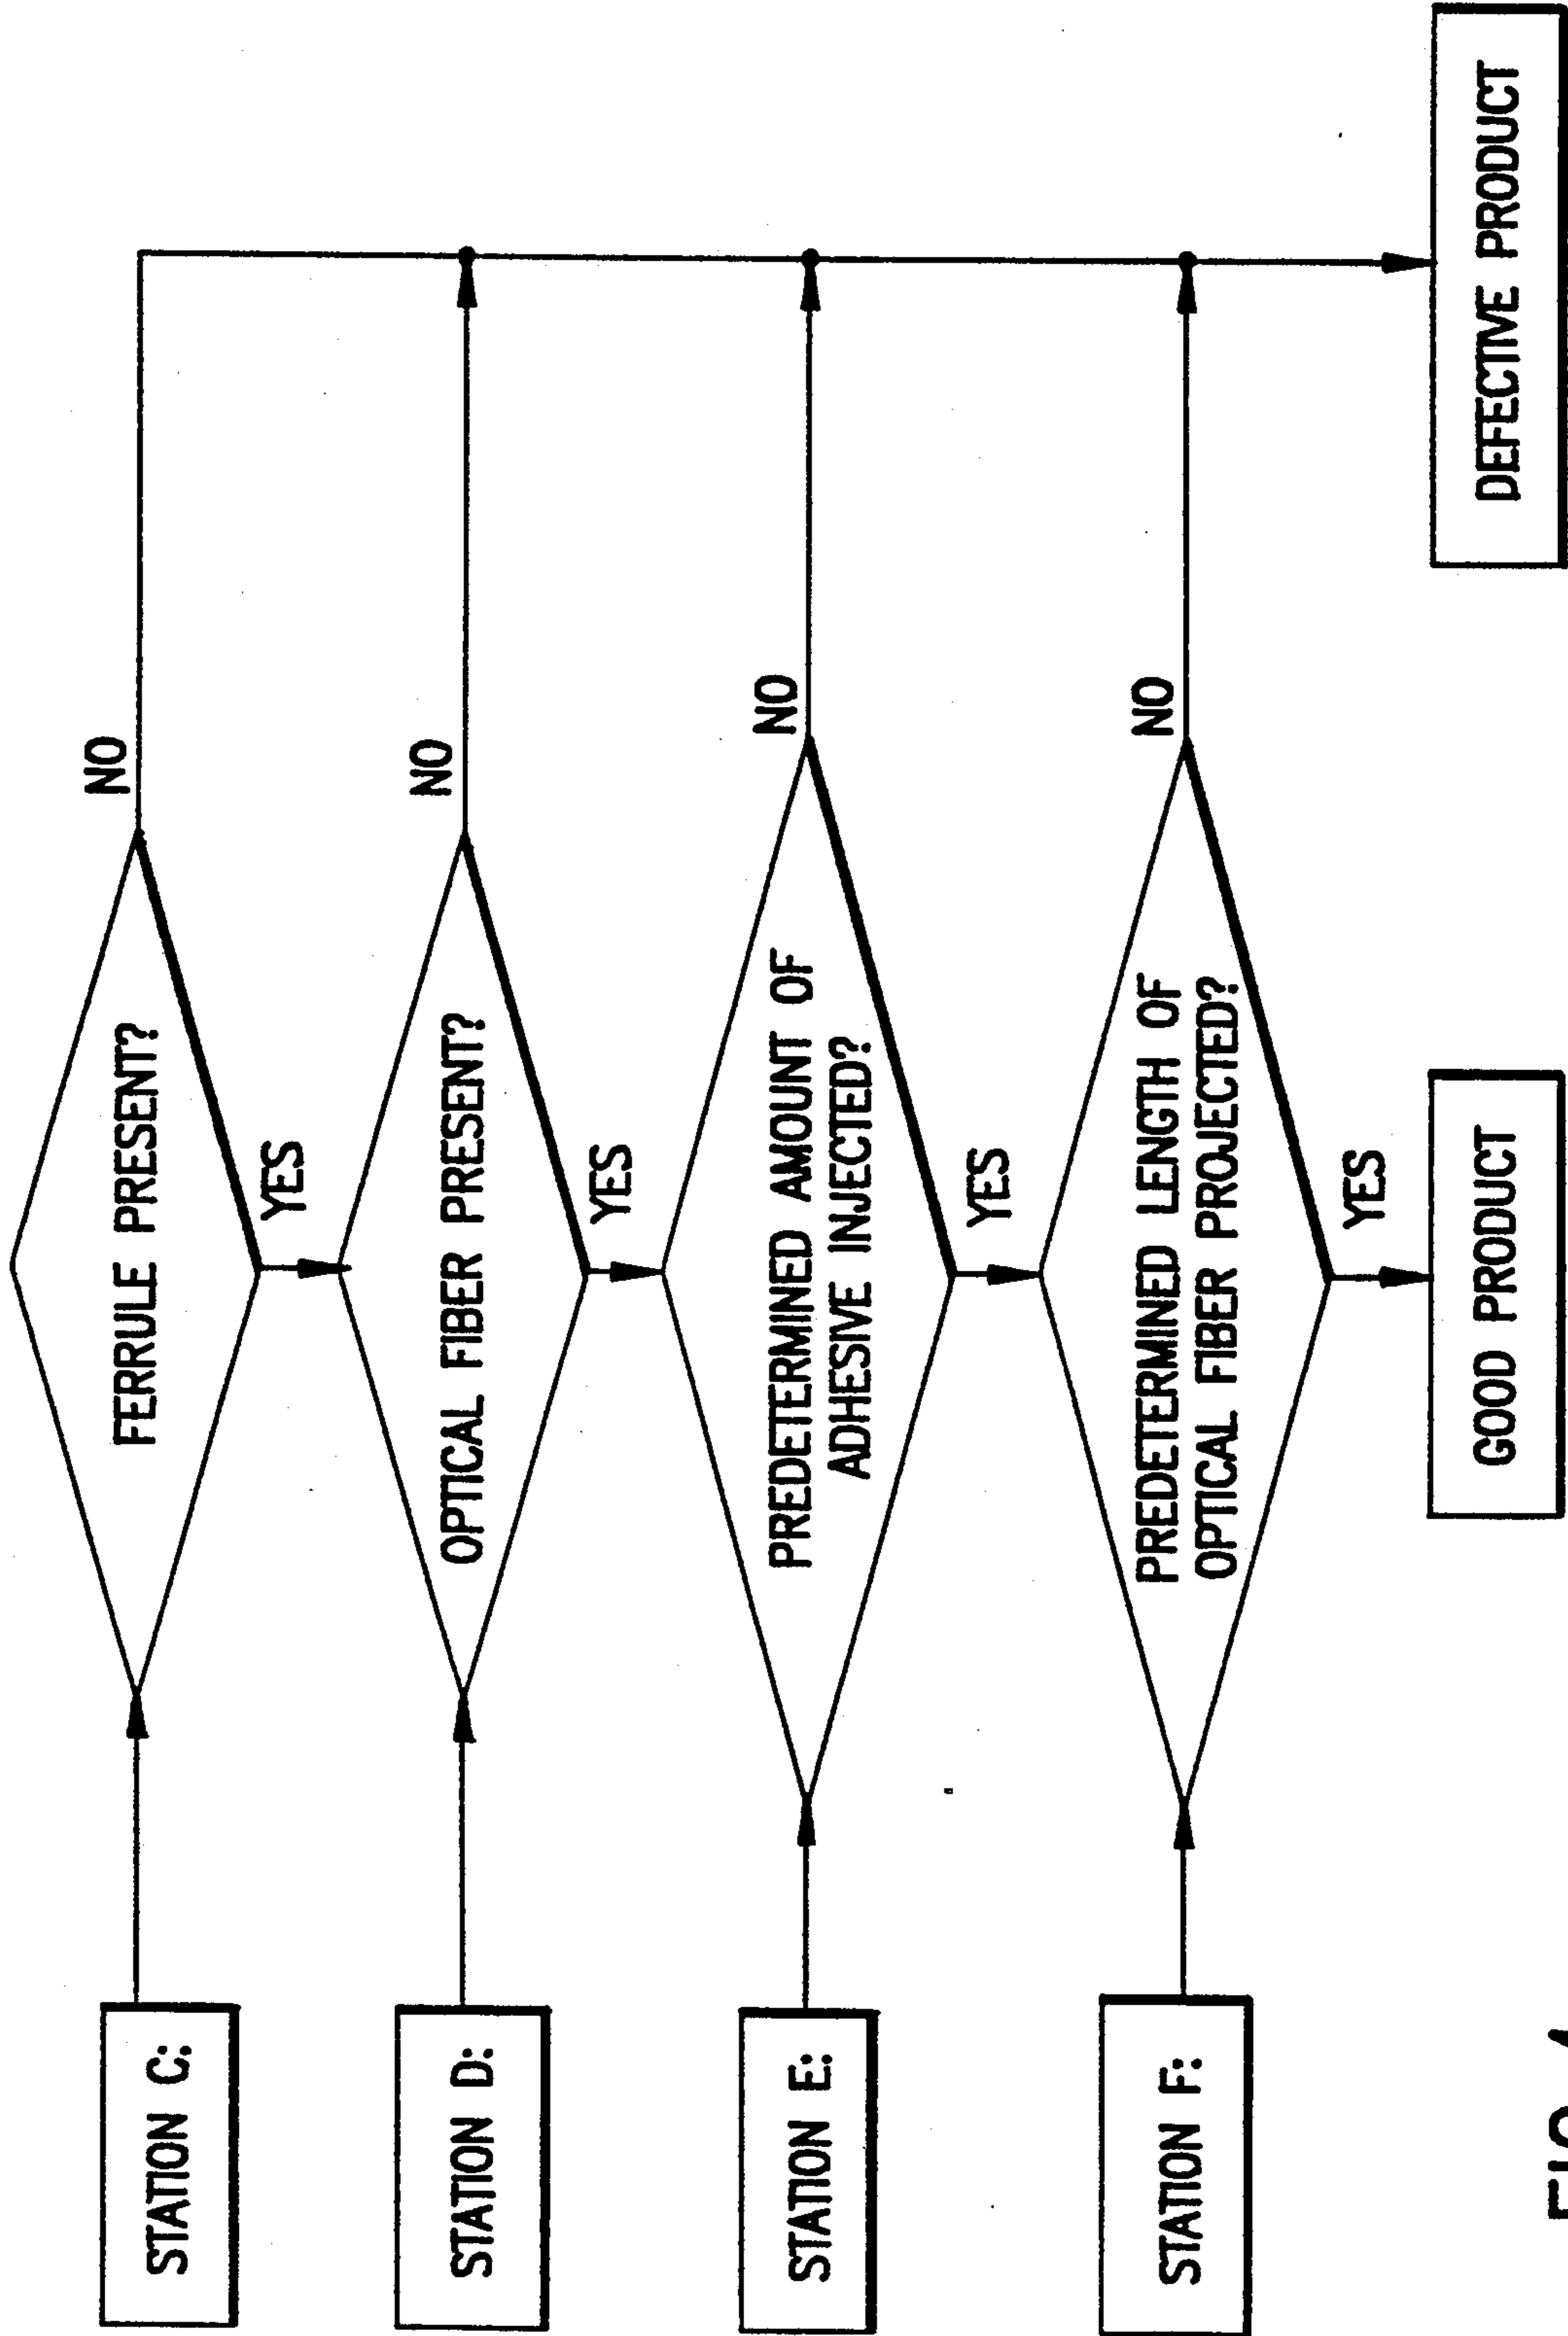 STATION C:
FERRULE PRESENT?
NO
YES
STATION D:
OPTICAL FIBER PRESENT?
NO
YES
STATION E:
PREDETERMINED AMOUNT OF
ADHESIVE INJECTED?
NO
YES
STATION F:
PREDETERMINED LENGTH OF
OPTICAL FIBER PROJECTED?
NO
YES
GOOD PRODUCT
DEFECTIVE PRODUCT